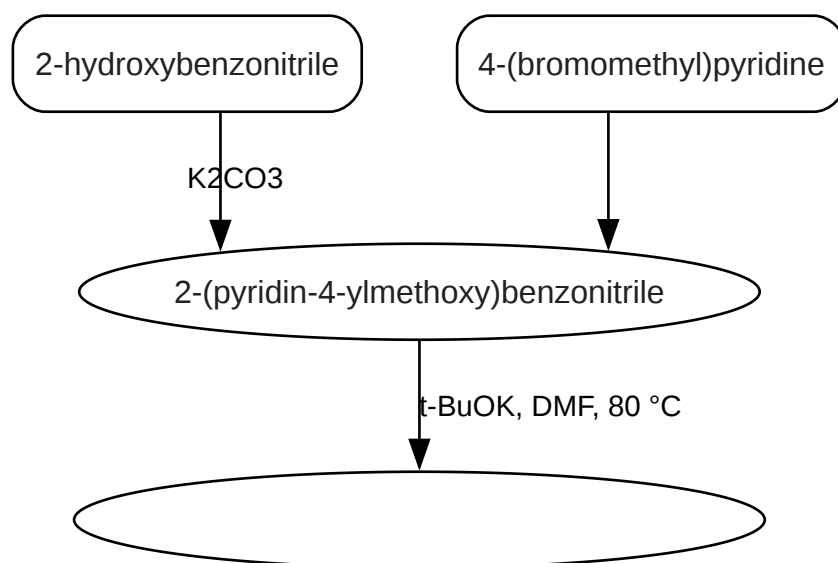 2-hydroxybenzonitrile
4-(bromomethyl)pyridine
K2CO3
2-(pyridin-4-ylmethoxy)benzonitrile
t-BuOK, DMF, 80 °C